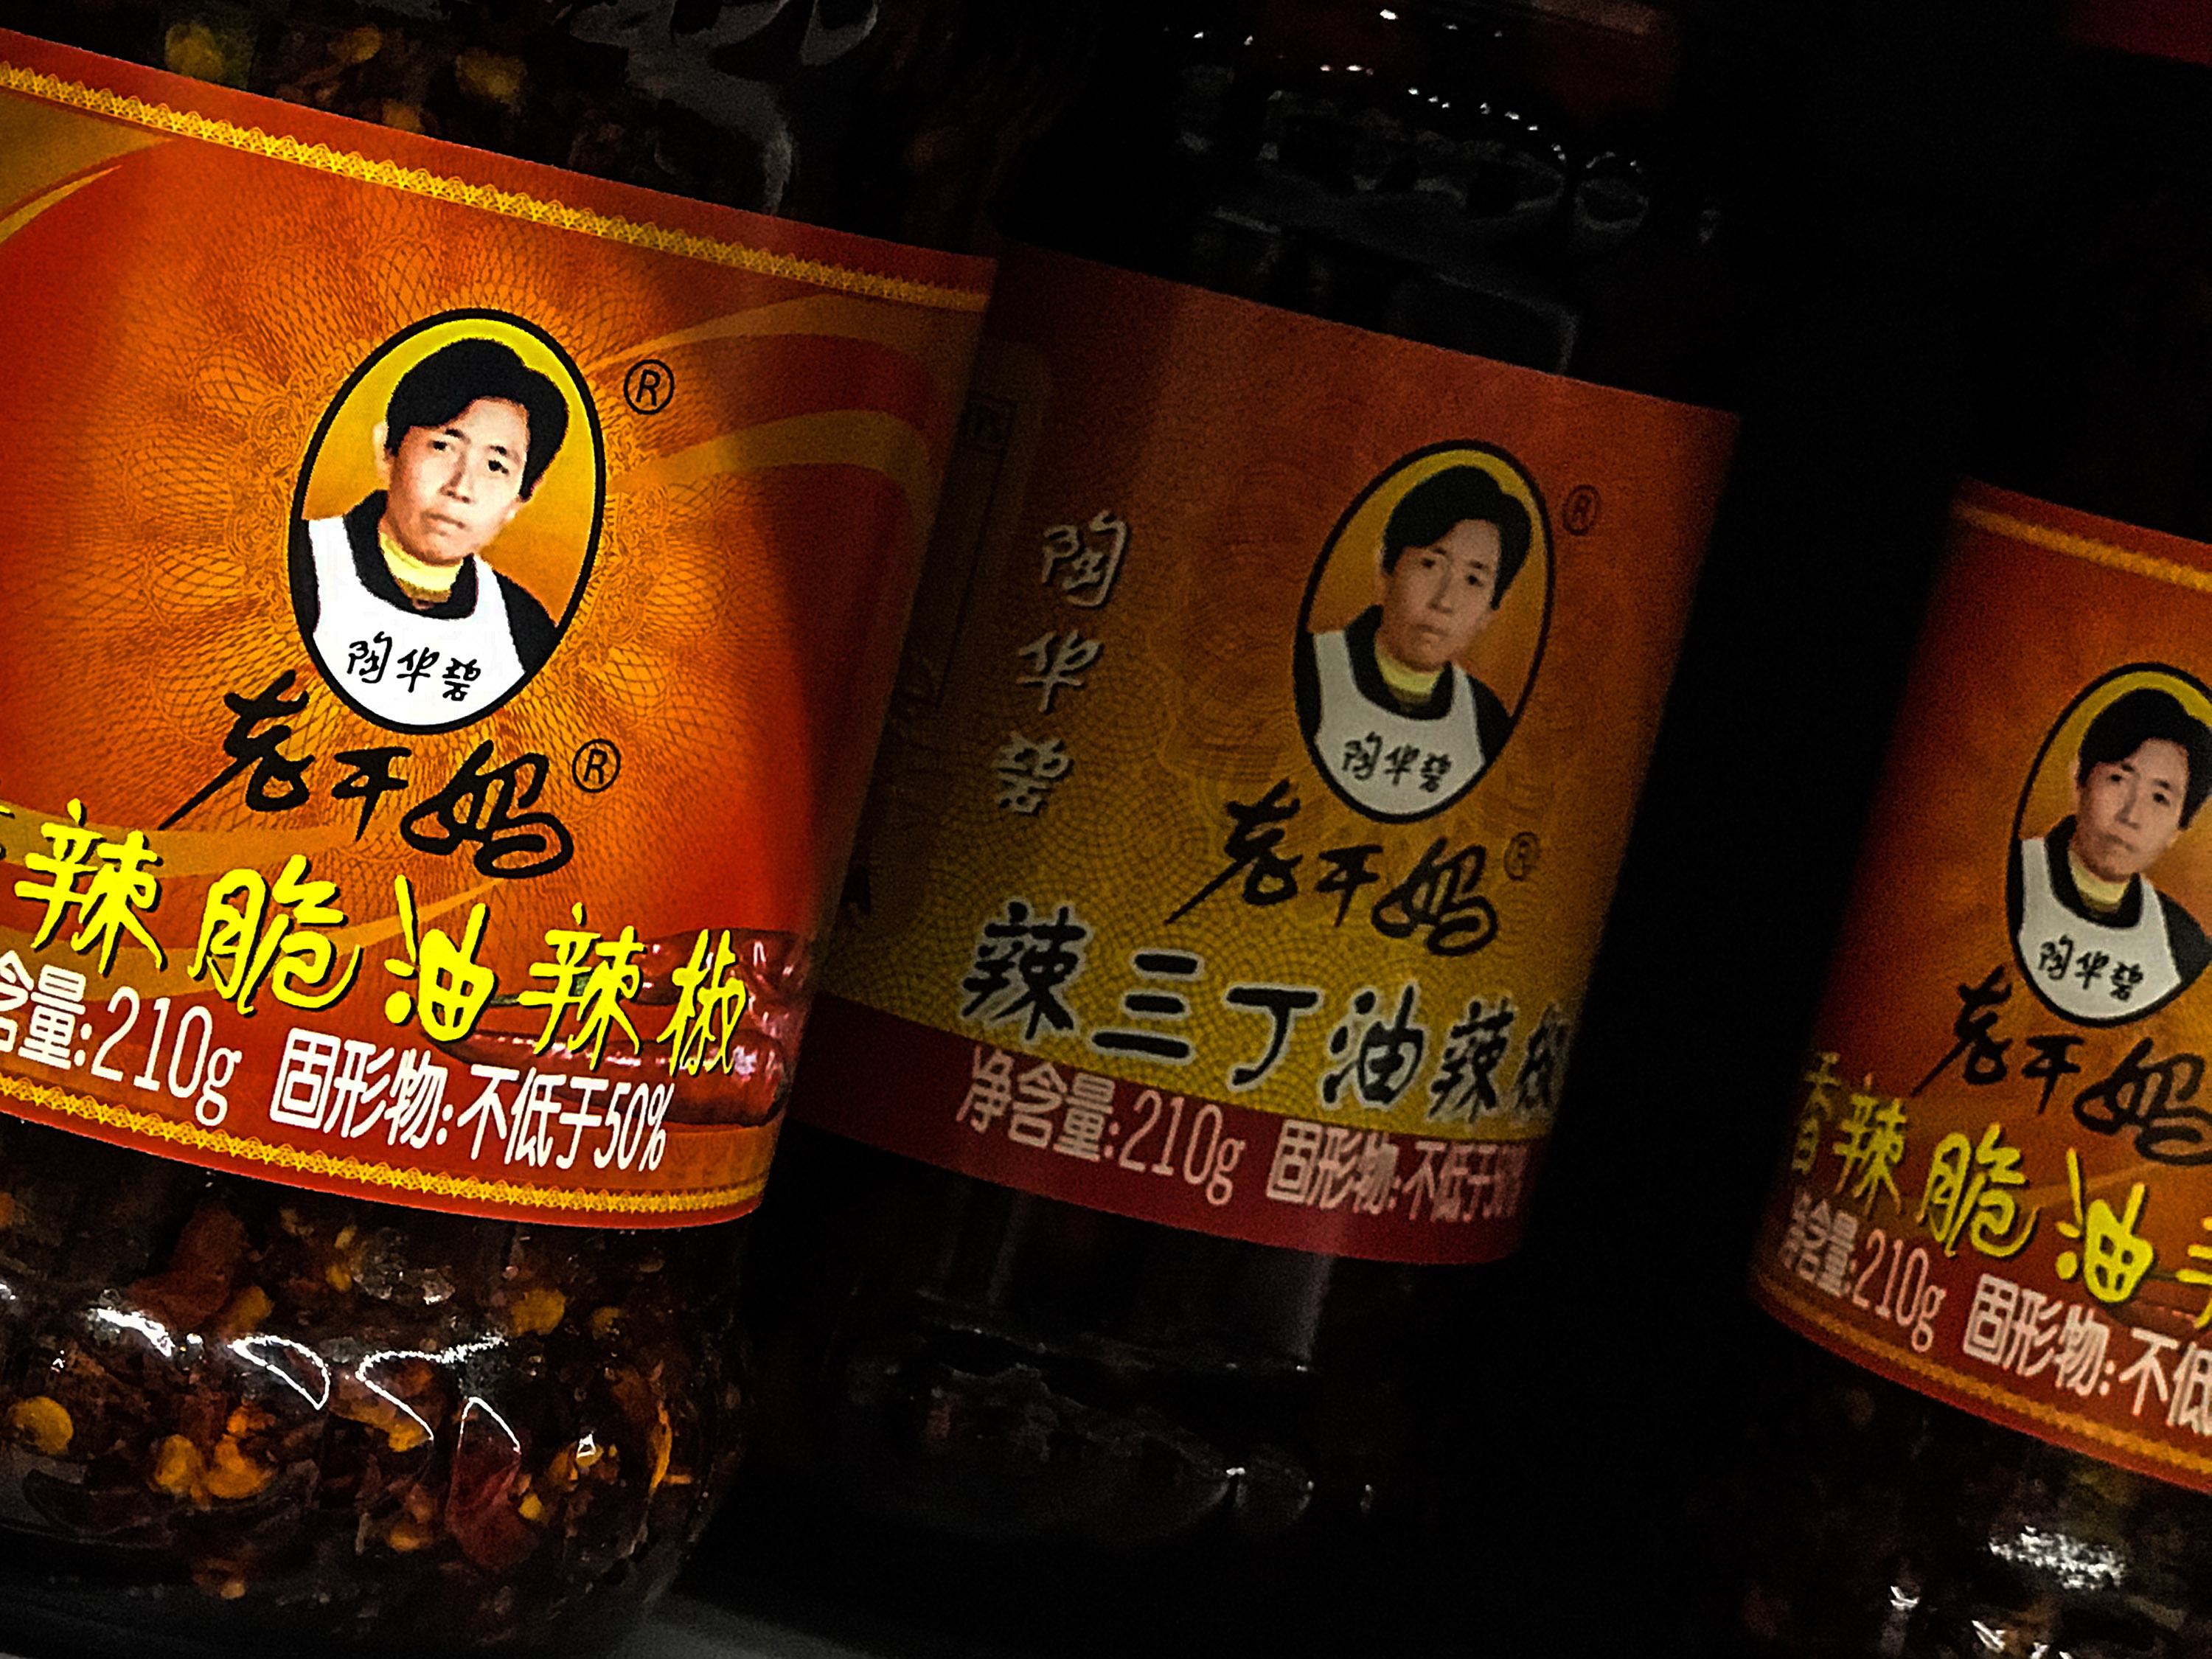 ®
陶华碧
老干妈®
辣脆油辣椒
含量:210g 固形物:不低于50%
陶华碧
®
陶华碧
老干妈®
辣三丁油辣椒
净含量:210g 固形物:不低于
陶华碧
老干妈
香辣脆油
净含量:210g 固形物:不低